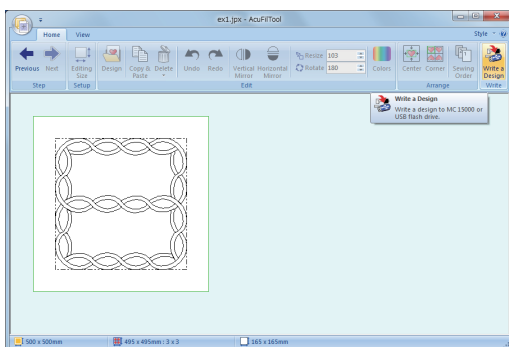 ex1.jpx - AcuFilTool
Home View Style
Previous Next Editing Size Design Copy & Paste Delete Undo Redo Vertical Mirror Horizontal Mirror Resize 103 Rotate 180 Colors Center Corner Sewing Order Write a Design
Step Setup Edit Arrange Write
Write a Design
Write a design to MC15000 or
USB flash drive.
500 x 500mm 495 x 495mm : 3 x 3 165 x 165mm